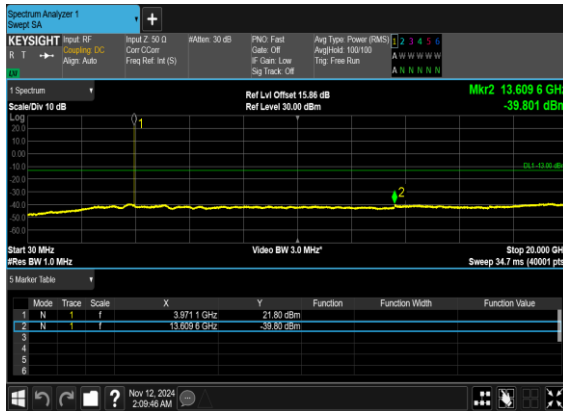 Spectrum Analyzer 1
Swept SA
+
KEYSIGHT Input: RF Input Z: 50 Ω #Atten: 30 dB PNO: Fast Avg Type: Power (RMS) 1 2 3 4 5 6
R T Coupling: DC Corr CCorr Gate: Off Avg|Hold: 100/100 A W W W W W
Align: Auto Freq Ref: Int (S) IF Gain: Low Trig: Free Run
LXI Sig Track: Off A N N N N N
1 Spectrum Ref Lvl Offset 15.86 dB Mkr2 13.609 6 GHz
Scale/Div 10 dB Ref Level 30.00 dBm -39.801 dBm
Log
20.0
10.0
0.00
-10.0
-20.0
-30.0
-40.0
-50.0
-60.0
1
DL1 -13.00 dBm
2
Start 30 MHz Video BW 3.0 MHz* Stop 20.000 GH
#Res BW 1.0 MHz Sweep 34.7 ms (40001 pts
5 Marker Table
Mode Trace Scale X Y Function Function Width Function Value
1 N 1 f 3.971 1 GHz 21.80 dBm
2 N 1 f 13.609 6 GHz -39.80 dBm
3
4
5
6
? Nov 12, 2024
2:09:46 AM